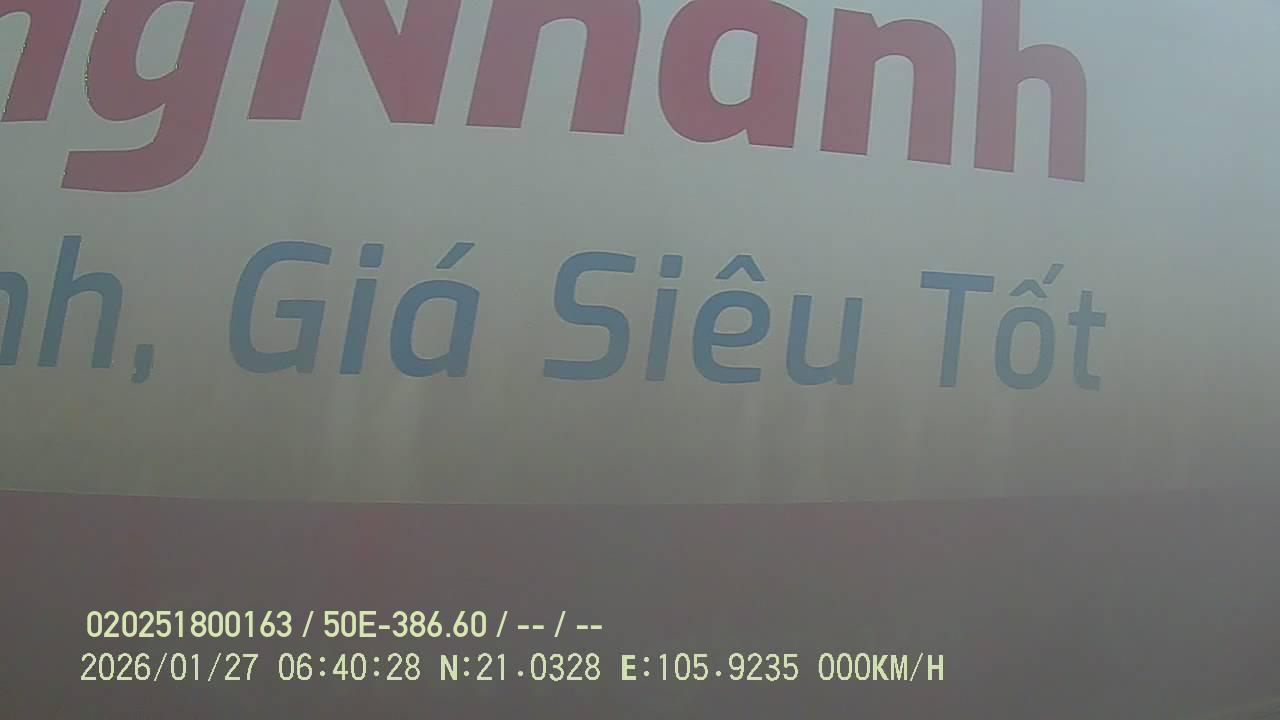 ngNhanh
nh, Giá Siêu Tốt
020251800163 / 50E-386.60 / -- / --
2026/01/27 06:40:28 N:21.0328 E:105.9235 000KM/H